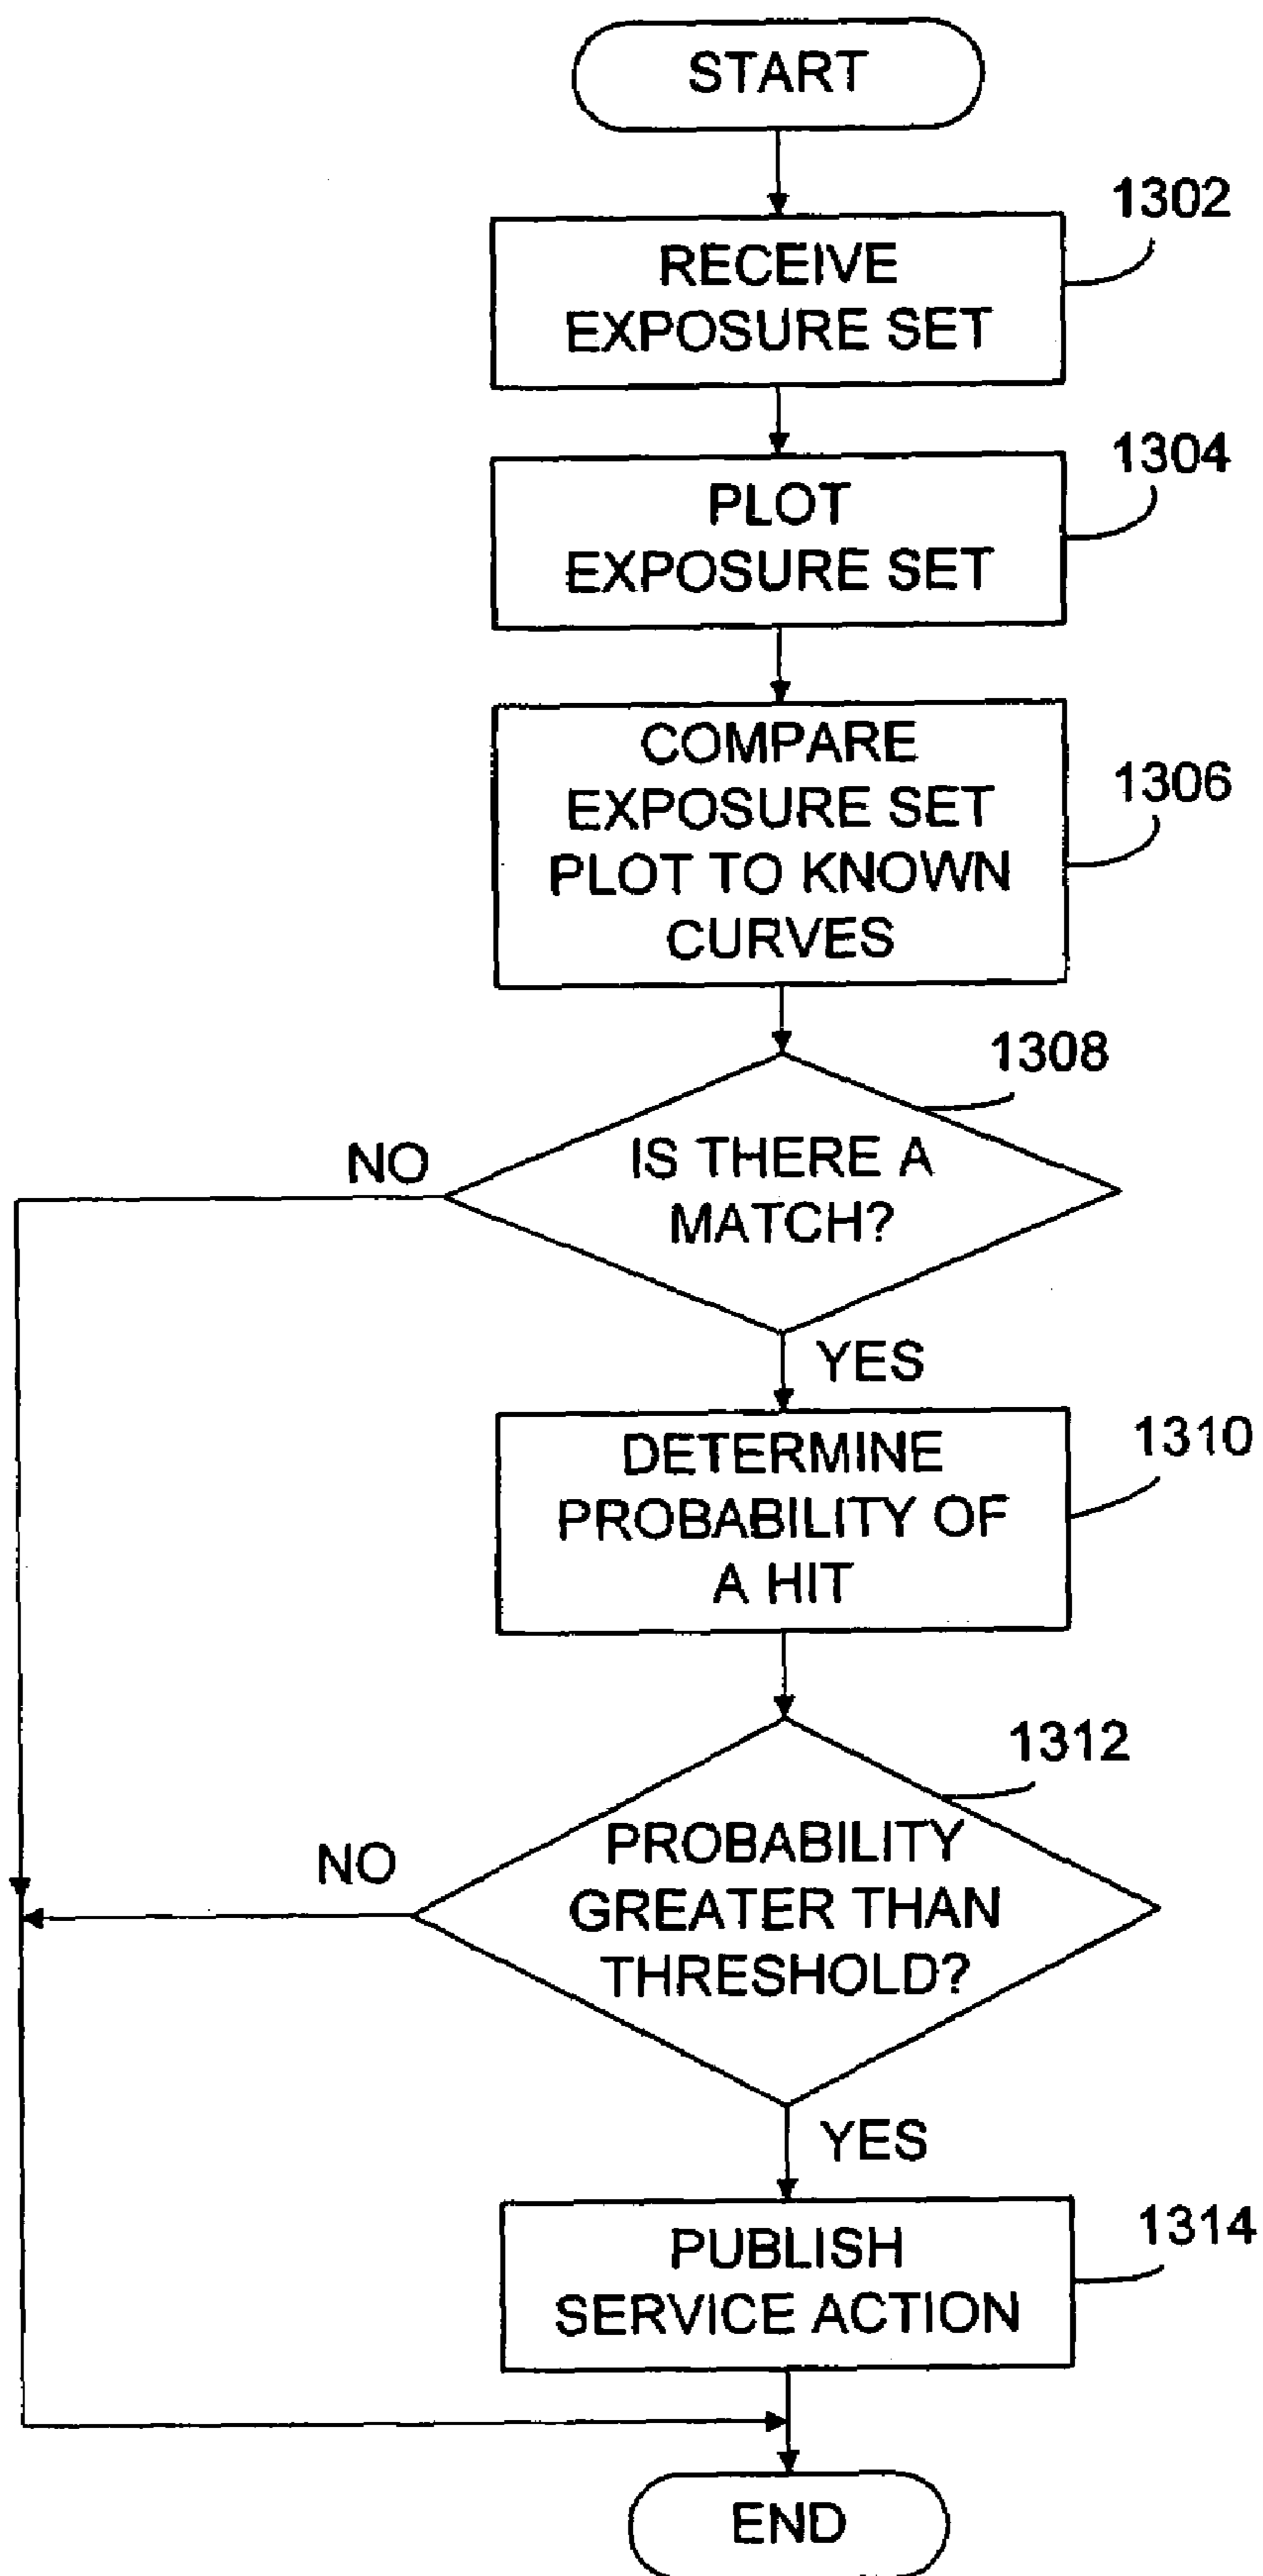 START
1302
RECEIVE
EXPOSURE SET
1304
PLOT
EXPOSURE SET
1306
COMPARE
EXPOSURE SET
PLOT TO KNOWN
CURVES
1308
NO
IS THERE A
MATCH?
YES
1310
DETERMINE
PROBABILITY OF
A HIT
1312
NO
PROBABILITY
GREATER THAN
THRESHOLD?
YES
1314
PUBLISH
SERVICE ACTION
END